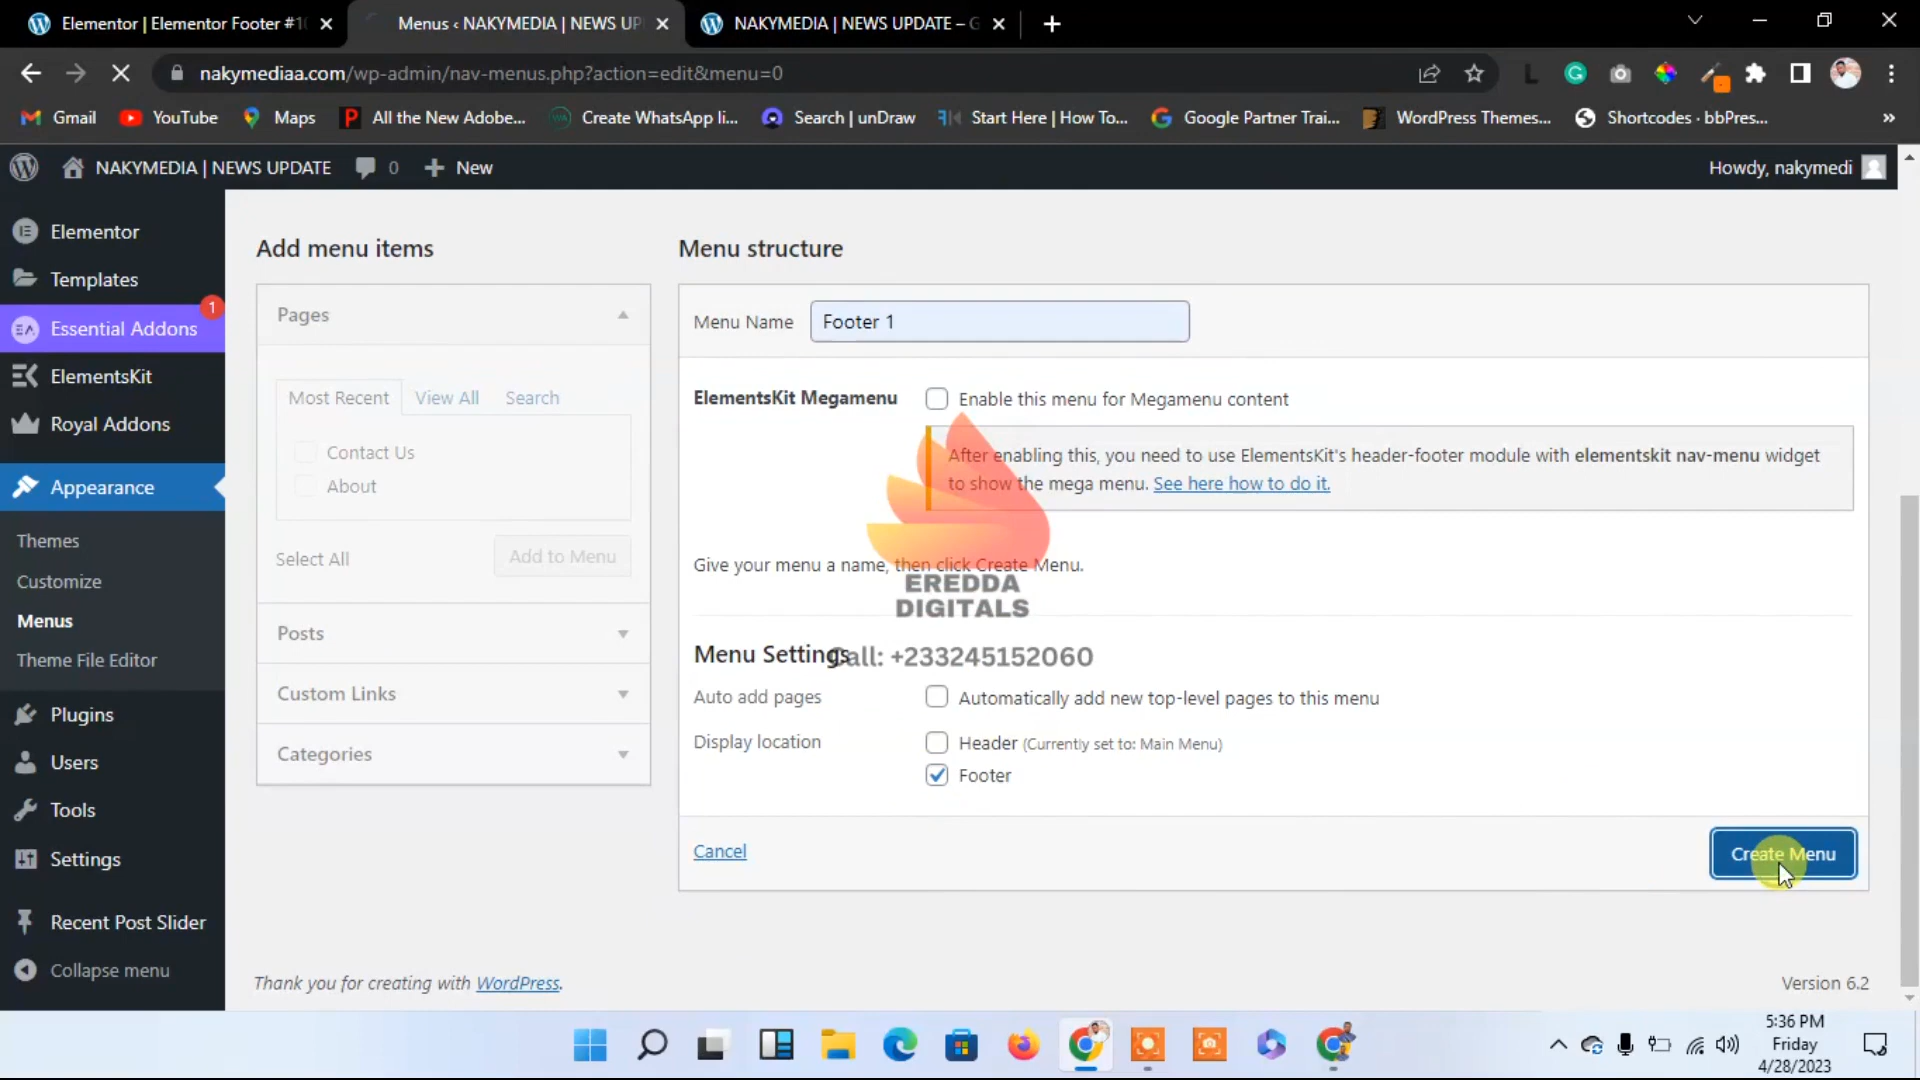 Elementor | Elementor Footer #1
Menus ‹ NAKYMEDIA | NEWS UP
NAKYMEDIA | NEWS UPDATE – G
nakymediaa.com/wp-admin/nav-menus.php?action=edit&menu=0
Gmail
YouTube
Maps
All the New Adobe...
Create WhatsApp li...
Search | unDraw
Start Here | How To...
Google Partner Trai...
WordPress Themes...
Shortcodes · bbPres...
»
NAKYMEDIA | NEWS UPDATE
0
New
Howdy, nakymedi
Elementor
Templates
Essential Addons
1
ElementsKit
Royal Addons
Appearance
Themes
Customize
Menus
Theme File Editor
Plugins
Users
Tools
Settings
Recent Post Slider
Collapse menu
Add menu items
Pages
Most Recent
View All
Search
Contact Us
About
Select All
Add to Menu
Posts
Custom Links
Categories
Menu structure
Menu Name
Footer 1
ElementsKit Megamenu
Enable this menu for Megamenu content
After enabling this, you need to use ElementsKit's header-footer module with elementskit nav-menu widget
to show the mega menu. See here how to do it.
Give your menu a name, then click Create Menu.
EREDDA
DIGITALS
Call: +233245152060
Menu Settings
Auto add pages
Automatically add new top-level pages to this menu
Display location
Header (Currently set to: Main Menu)
Footer
Cancel
Create Menu
Thank you for creating with WordPress.
Version 6.2
5:36 PM
Friday
4/28/2023